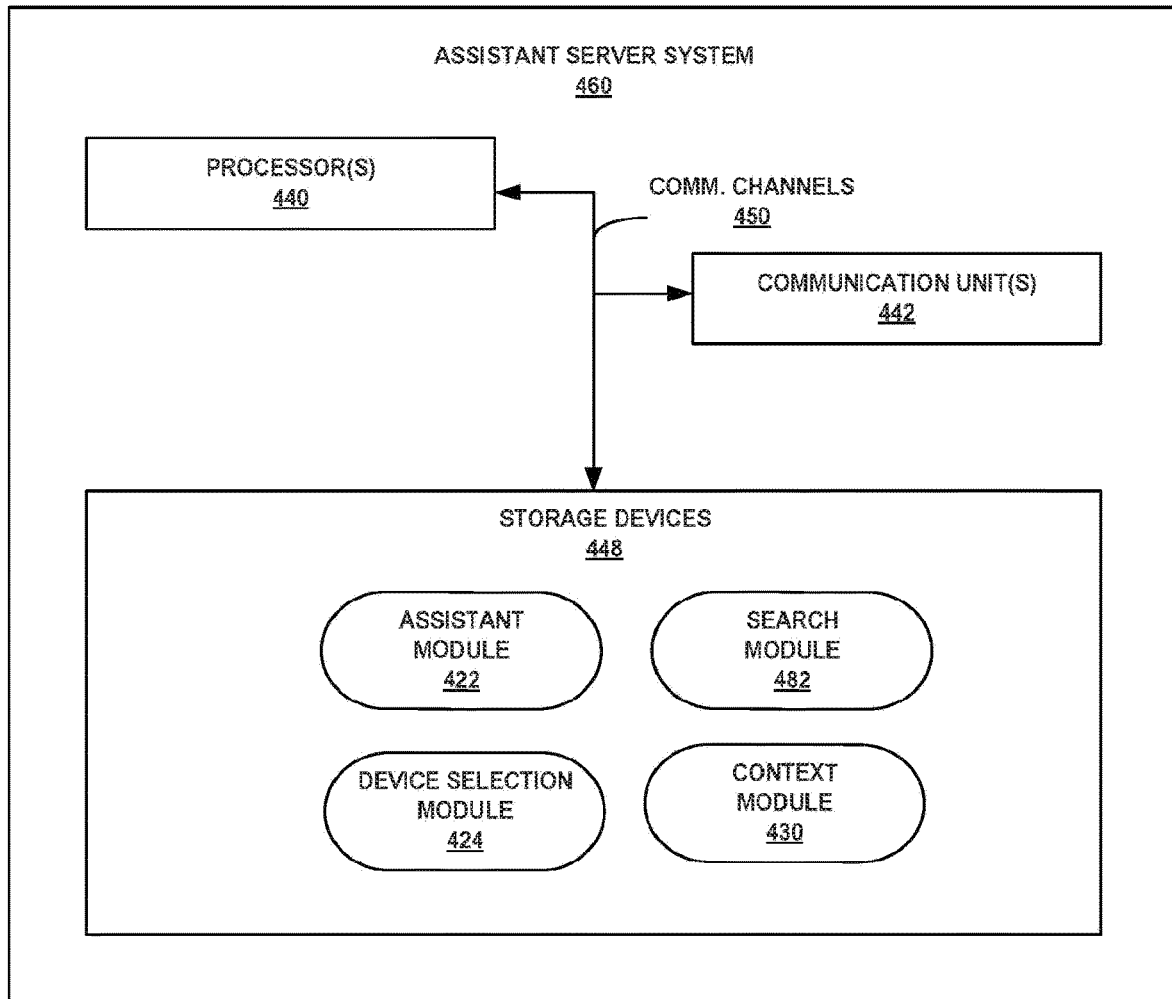 ASSISTANT SERVER SYSTEM
460
PROCESSOR(S)
440
COMM. CHANNELS
450
COMMUNICATION UNIT(S)
442
STORAGE DEVICES
448
ASSISTANT
MODULE
422
SEARCH
MODULE
482
DEVICE SELECTION
MODULE
424
CONTEXT
MODULE
430